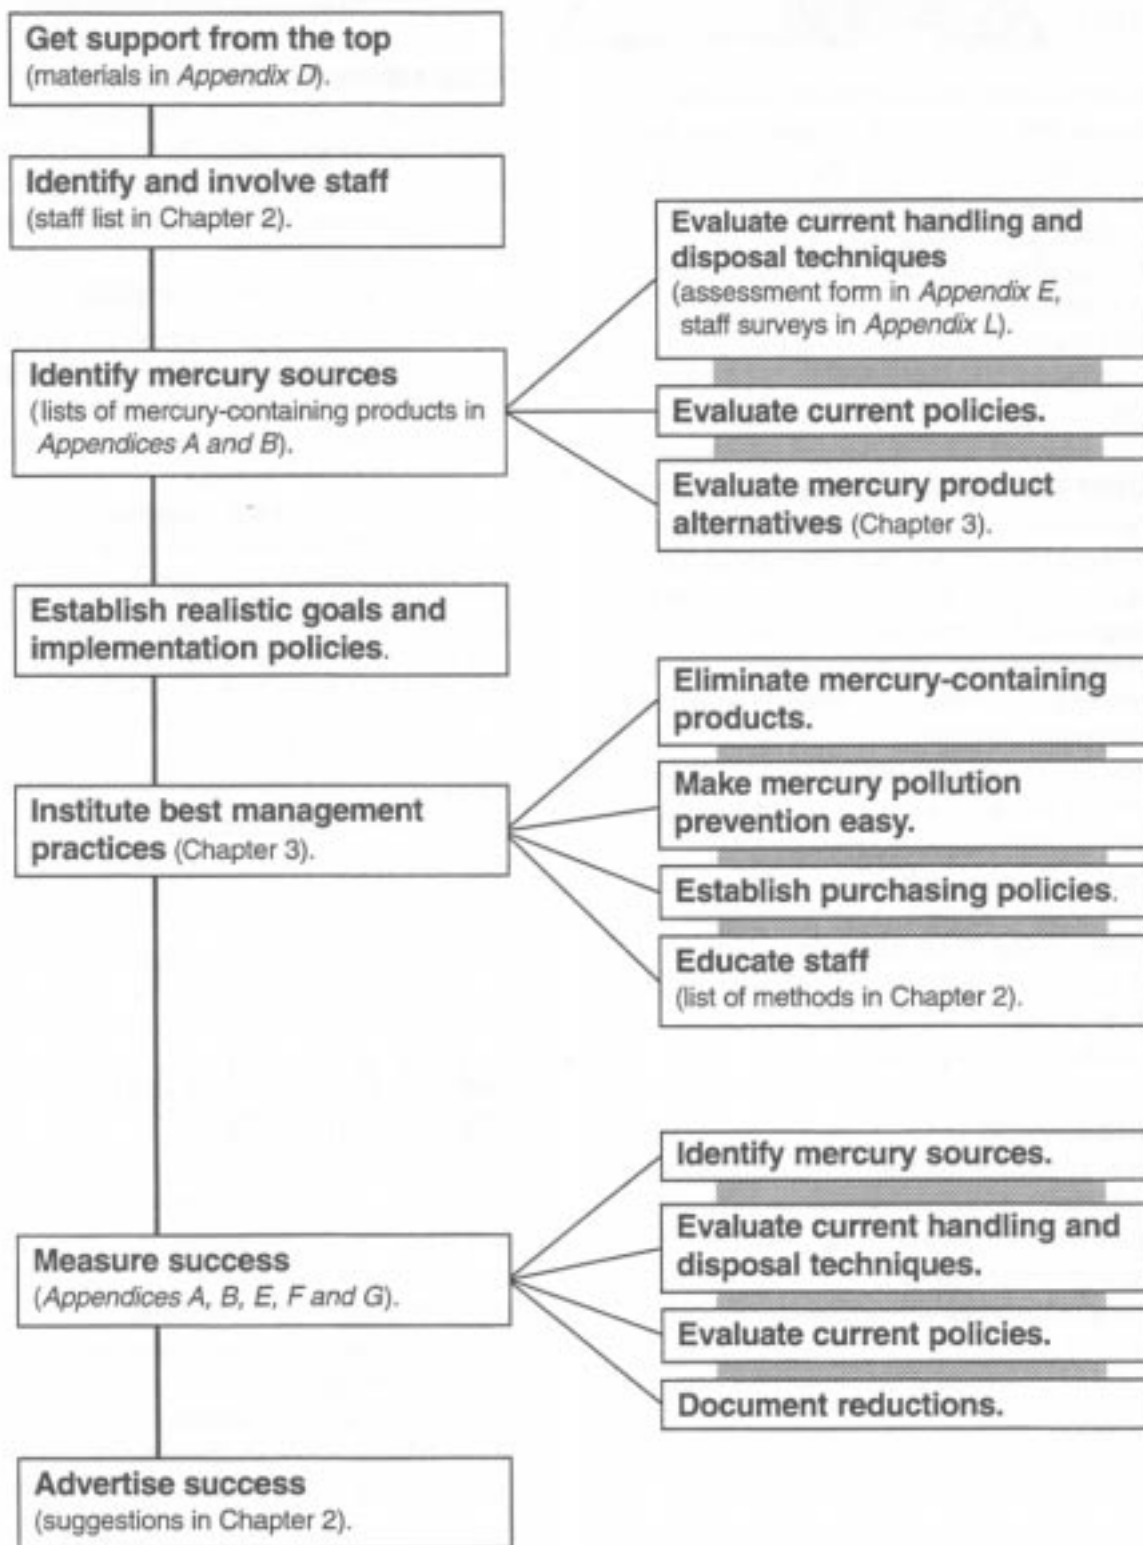 Get support from the top
(materials in Appendix D).
Identify and involve staff
(staff list in Chapter 2).
Identify mercury sources
(lists of mercury-containing products in
Appendices A and B).
Evaluate current handling and
disposal techniques
(assessment form in Appendix E,
staff surveys in Appendix L).
Evaluate current policies.
Evaluate mercury product
alternatives (Chapter 3).
Establish realistic goals and
implementation policies.
Institute best management
practices (Chapter 3).
Eliminate mercury-containing
products.
Make mercury pollution
prevention easy.
Establish purchasing policies.
Educate staff
(list of methods in Chapter 2).
Measure success
(Appendices A, B, E, F and G).
Identify mercury sources.
Evaluate current handling and
disposal techniques.
Evaluate current policies.
Document reductions.
Advertise success
(suggestions in Chapter 2).